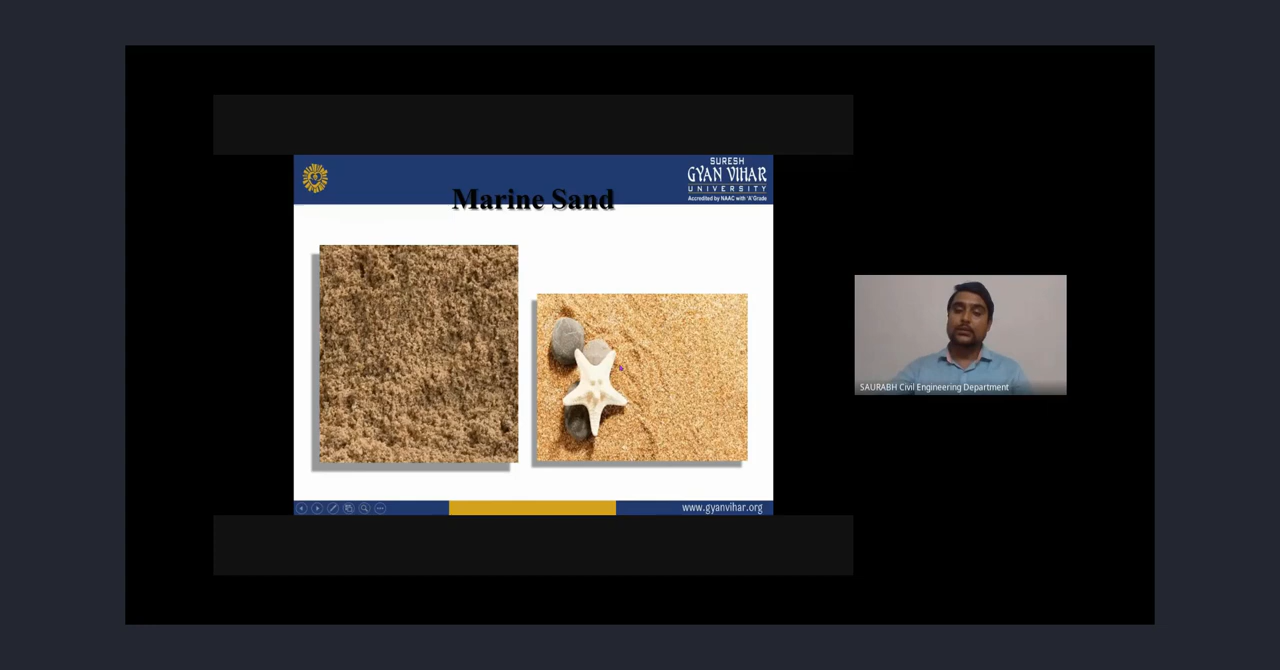 SURESH
GYAN VIHAR
UNIVERSITY
Accredited by NAAC with 'A' Grade
Marine Sand
SAURABH Civil Engineering Department
www.gyanvihar.org